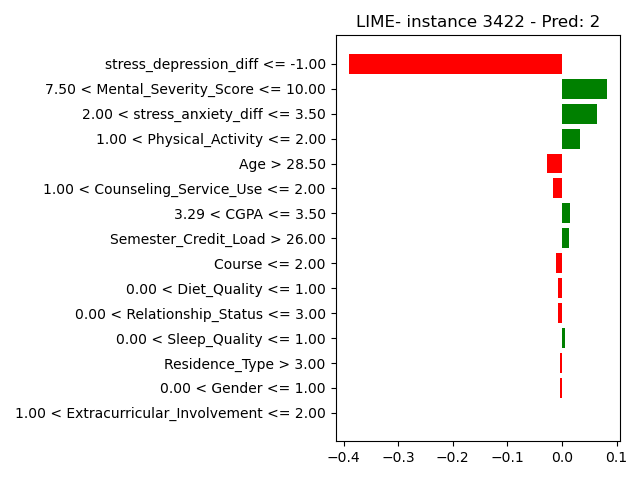 LIME- instance 3422 - Pred: 2
stress_depression_diff <= -1.00
7.50 < Mental_Severity_Score <= 10.00
2.00 < stress_anxiety_diff <= 3.50
1.00 < Physical_Activity <= 2.00
Age > 28.50
1.00 < Counseling_Service_Use <= 2.00
3.29 < CGPA <= 3.50
Semester_Credit_Load > 26.00
Course <= 2.00
0.00 < Diet_Quality <= 1.00
0.00 < Relationship_Status <= 3.00
0.00 < Sleep_Quality <= 1.00
Residence_Type > 3.00
0.00 < Gender <= 1.00
1.00 < Extracurricular_Involvement <= 2.00
−0.4 −0.3 −0.2 −0.1 0.0 0.1